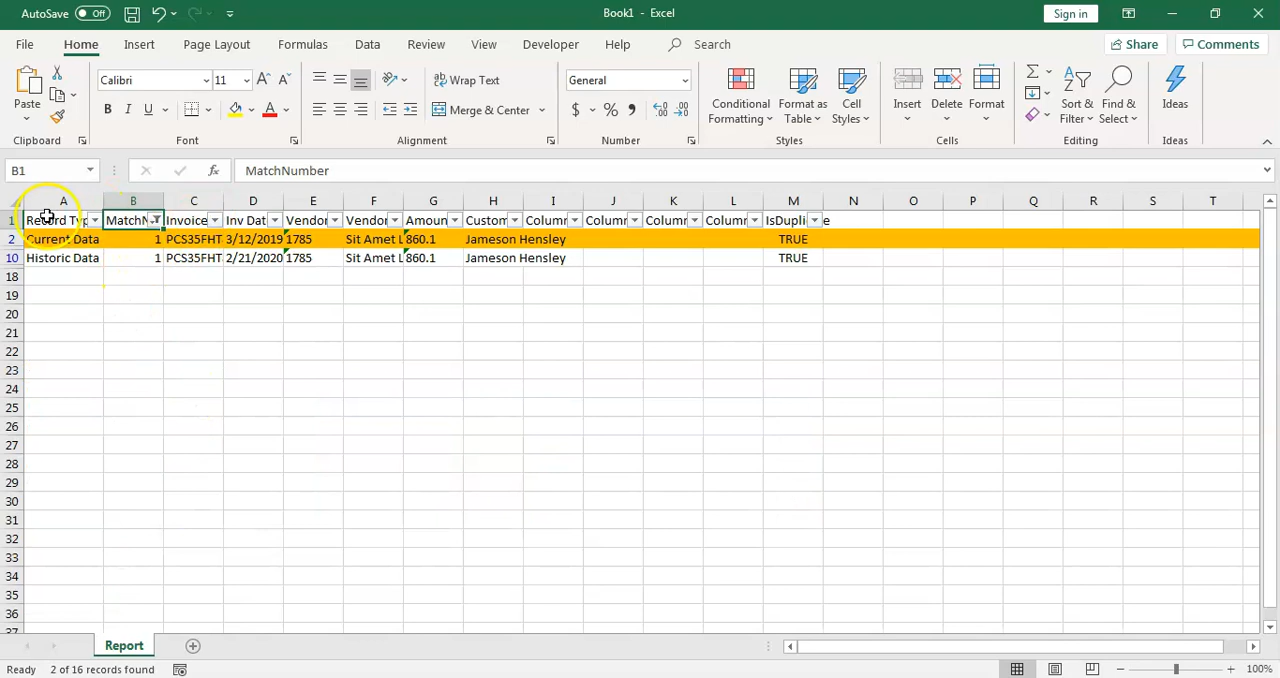 AutoSave Off Book1 - Excel Sign in
File Home Insert Page Layout Formulas Data Review View Developer Help Search Share Comments
Paste Calibri 11 Wrap Text General Conditional Formatting Format as Table Cell Styles Insert Delete Format Sort & Filter Find & Select Ideas
B I U Merge & Center $ % ,
Clipboard Font Alignment Number Styles Cells Editing Ideas
B1 fx MatchNumber
A B C D E F G H I J K L M N O P Q R S T
1 Record Typ MatchN Invoice Inv Dat Vendor Vendor Amoun Custom Column Column Column Column IsDupli e
2 Current Data 1 PCS35FHT 3/12/2019 1785 Sit Amet L 860.1 Jameson Hensley TRUE
10 Historic Data 1 PCS35FHT 2/21/2020 1785 Sit Amet L 860.1 Jameson Hensley TRUE
18
19
20
21
22
23
24
25
26
27
28
29
30
31
32
33
34
35
36
37
Report
Ready 2 of 16 records found 100%